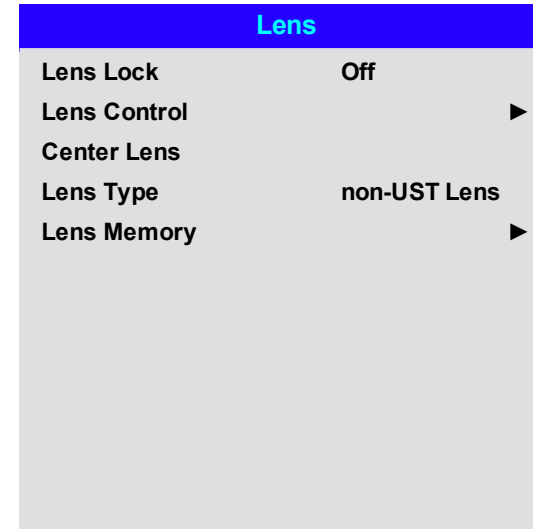 Lens
Lens Lock Off
Lens Control ►
Center Lens
Lens Type non-UST Lens
Lens Memory ►